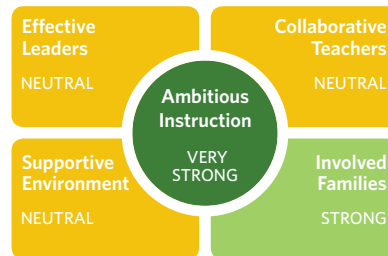 Effective
Leaders
NEUTRAL
Collaborative
Teachers
NEUTRAL
Ambitious
Instruction
VERY
STRONG
Supportive
Environment
NEUTRAL
Involved
Families
STRONG